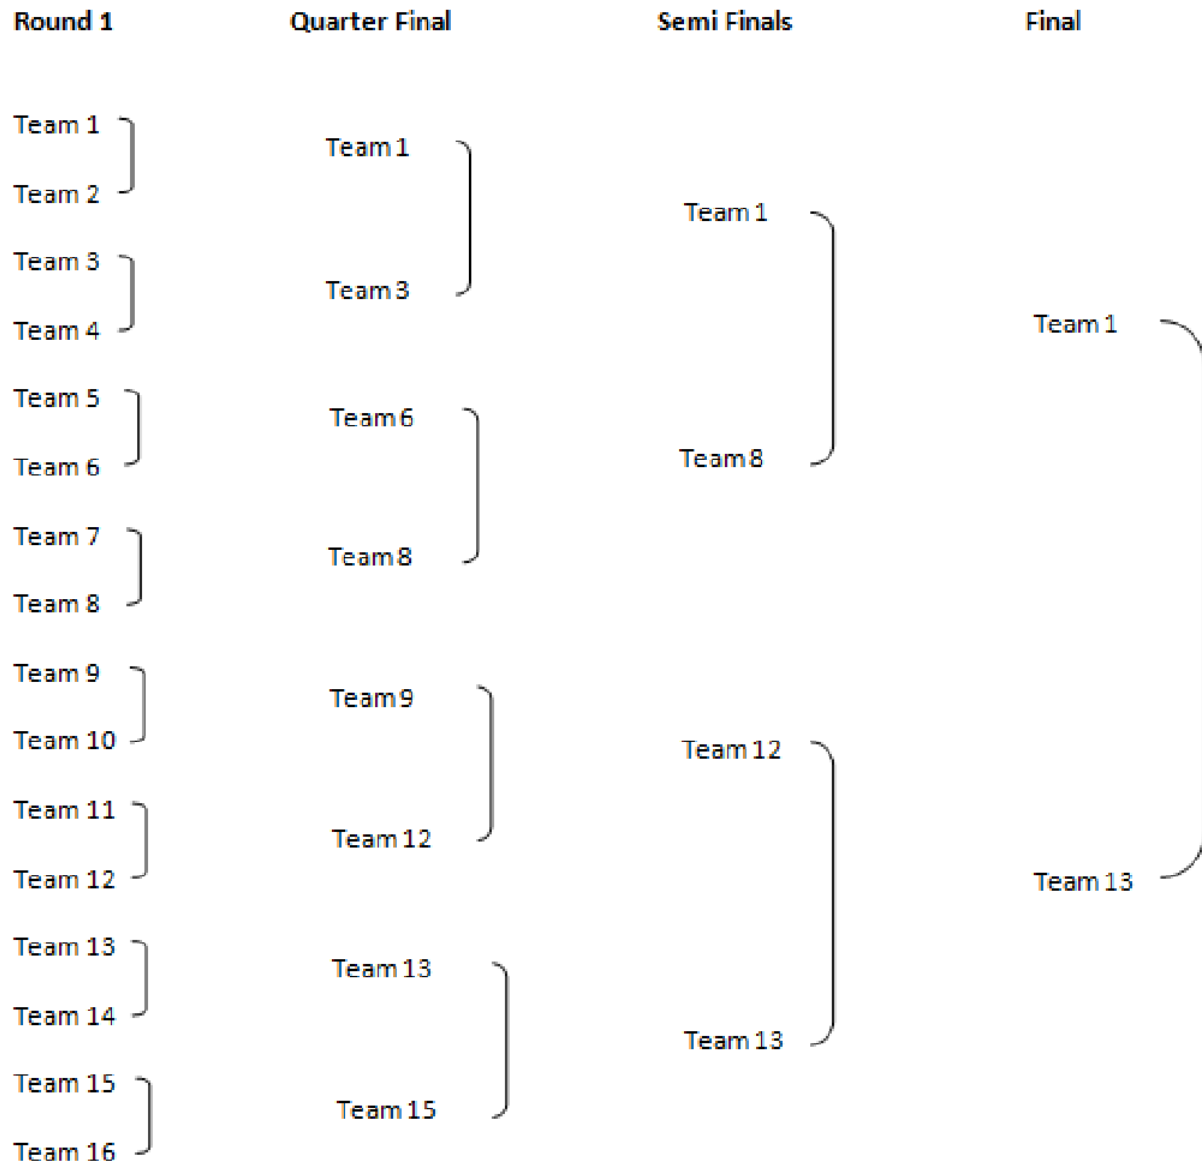 Round 1
Quarter Final
Semi Finals
Final
Team 1
Team 2
Team 3
Team 4
Team 5
Team 6
Team 7
Team 8
Team 9
Team 10
Team 11
Team 12
Team 13
Team 14
Team 15
Team 16
Team 1
Team 3
Team 6
Team 8
Team 9
Team 12
Team 13
Team 15
Team 1
Team 8
Team 12
Team 13
Team 1
Team 13